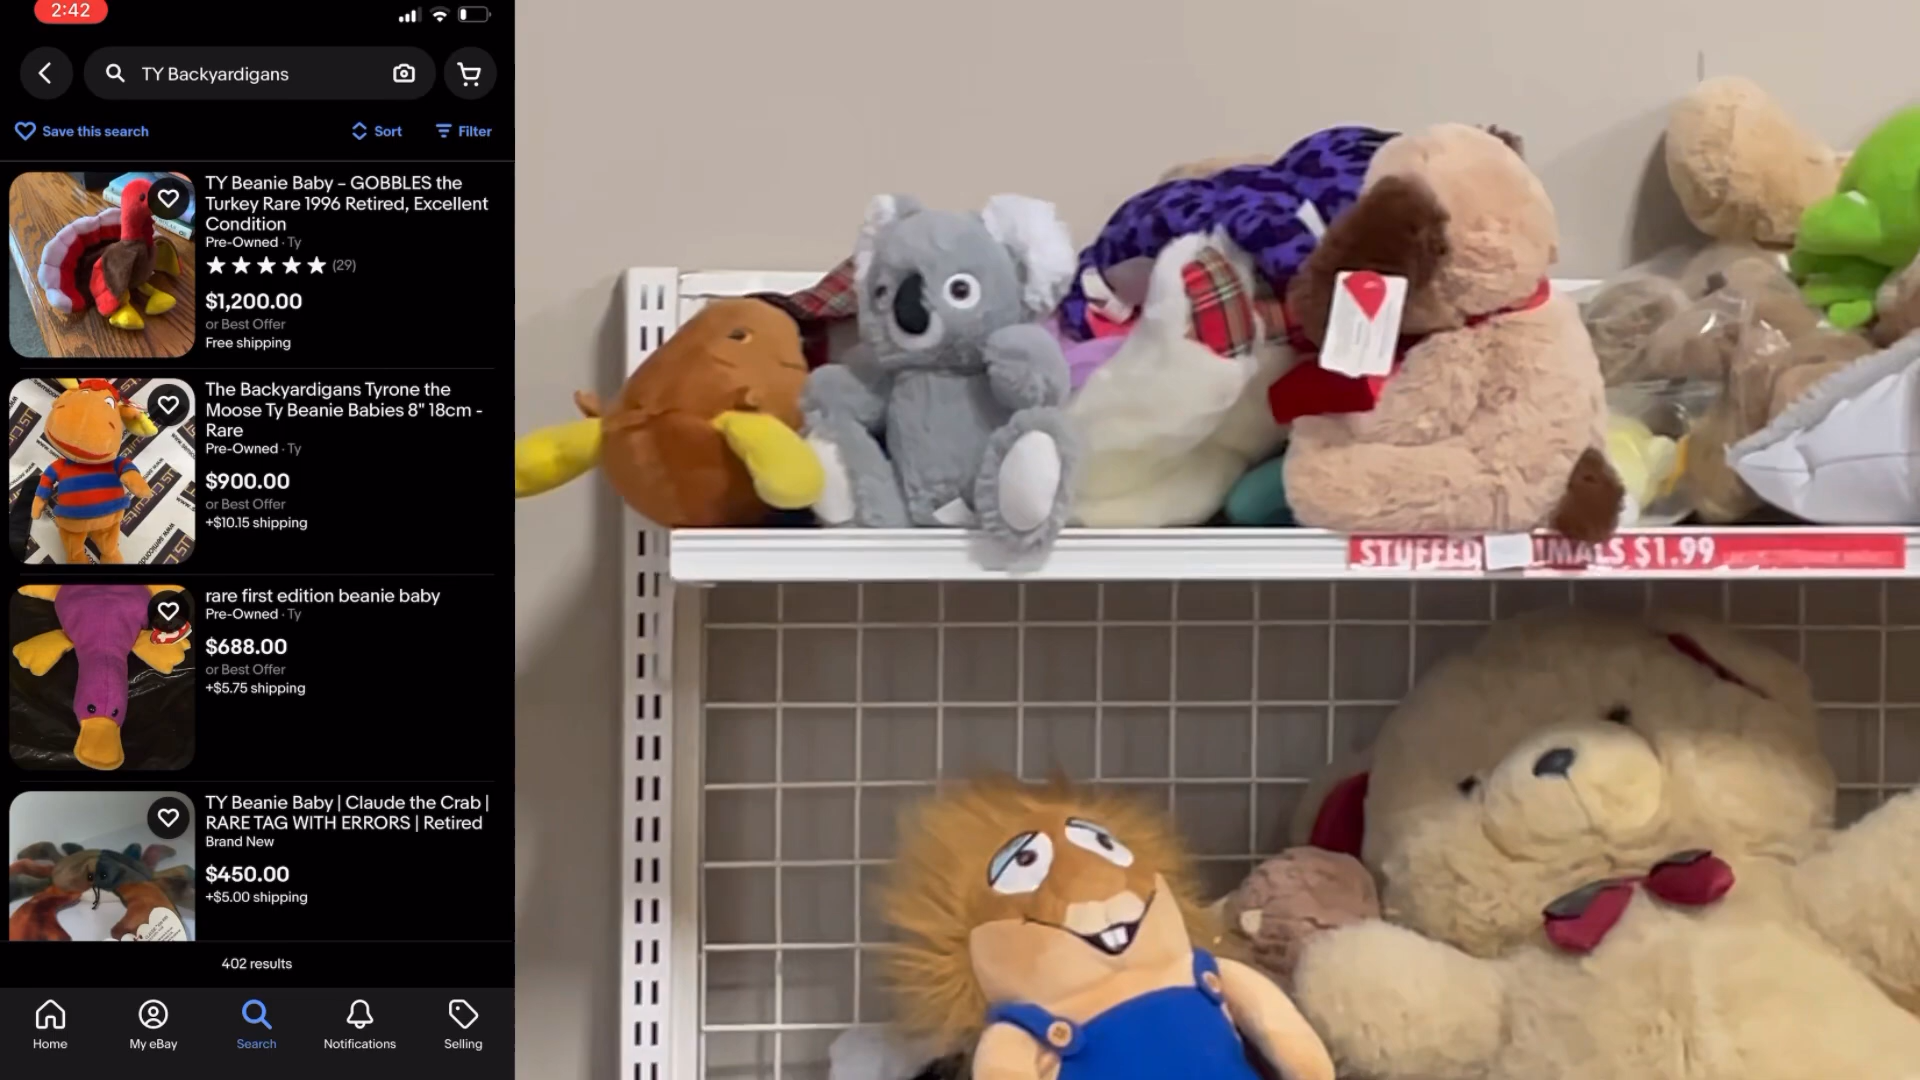 2:42
TY Backyardigans
Save this search
Sort
Filter
TY Beanie Baby – GOBBLES the
Turkey Rare 1996 Retired, Excellent
Condition
Pre-Owned · Ty
(29)
$1,200.00
or Best Offer
Free shipping
The Backyardigans Tyrone the
Moose Ty Beanie Babies 8" 18cm -
Rare
Pre-Owned · Ty
$900.00
or Best Offer
+$10.15 shipping
rare first edition beanie baby
Pre-Owned · Ty
$688.00
or Best Offer
+$5.75 shipping
TY Beanie Baby | Claude the Crab |
RARE TAG WITH ERRORS | Retired
Brand New
$450.00
+$5.00 shipping
402 results
Home
My eBay
Search
Notifications
Selling
STUFFED IMALS $1.99